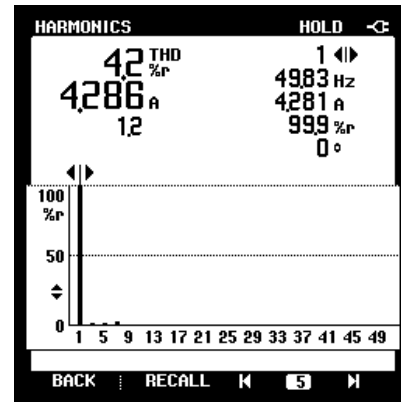 HARMONICS HOLD
4.2 THD %r 1
4.286 A 49.83 Hz
1.2 4.281 A
99.9 %r
0 °
100
%r
50
0
1 5 9 13 17 21 25 29 33 37 41 45 49
BACK RECALL 5